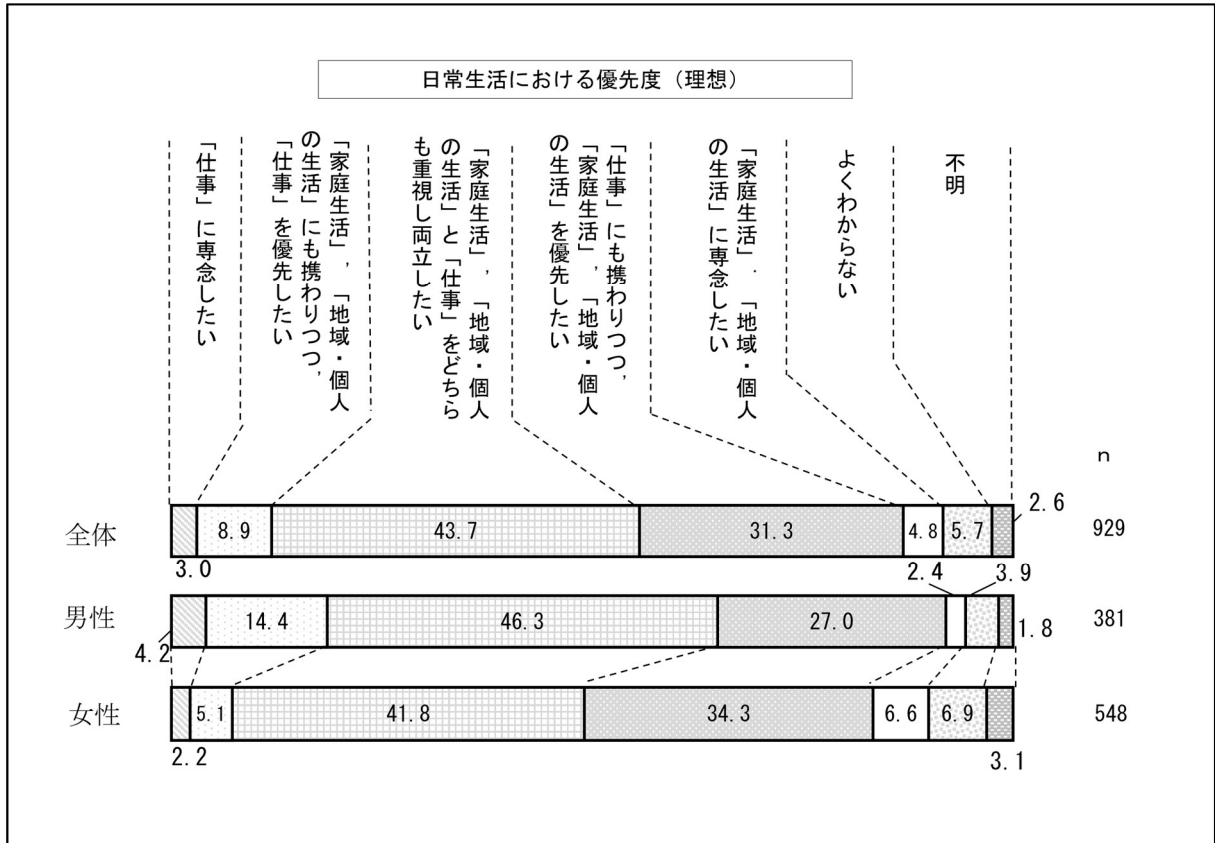 日常生活における優先度（理想）
「仕事」に専念したい
「家庭生活」，「地域・個人
の生活」にも携わりつつ，
「仕事」を優先したい
「家庭生活」，「地域・個人
の生活」と「仕事」をどちら
も重視し両立したい
「仕事」にも携わりつつ，
「家庭生活」，「地域・個人
の生活」を優先したい
「家庭生活」．「地域・個人
の生活」に専念したい
よくわからない
不明
n
2.6
全体 8.9 43.7 31.3 4.8 5.7 929
3.0 2.4 3.9
男性 14.4 46.3 27.0 1.8 381
4.2
女性 5.1 41.8 34.3 6.6 6.9 548
2.2 3.1